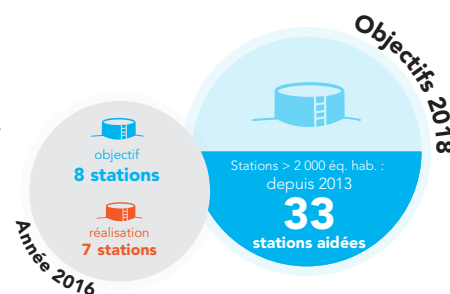 Objectifs 2018
objectif
8 stations
réalisation
7 stations
Année 2016
Stations > 2 000 éq. hab. :
depuis 2013
33
stations aidées